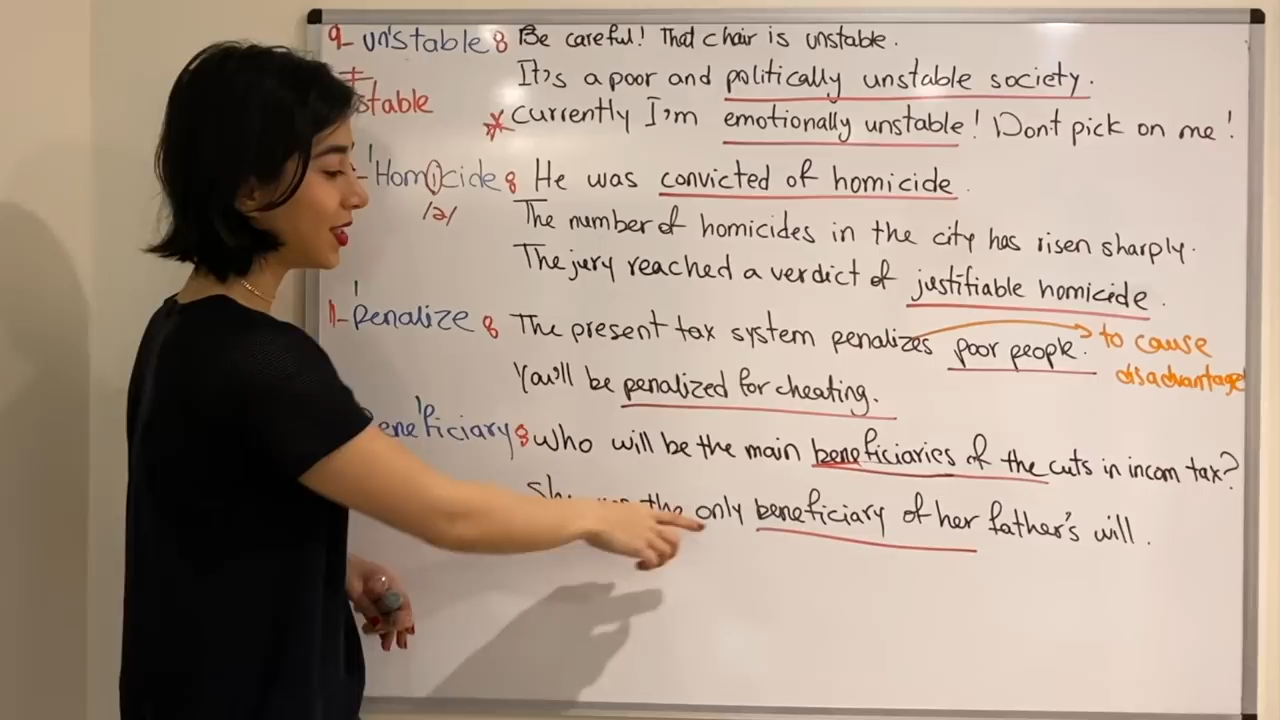 9- unstable: Be careful! That chair is unstable.
≠ stable It's a poor and politically unstable society.
* currently I'm emotionally unstable! Dont pick on me!
- 'Homicide: He was convicted of homicide.
/ə/ The number of homicides in the city has risen sharply.
The jury reached a verdict of justifiable homicide.
11- 'penalize: The present tax system penalizes poor people. → to cause disadvantage
You'll be penalized for cheating.
ene'ficiary: who will be the main beneficiaries of the cuts in incom tax?
the only beneficiary of her father's will.